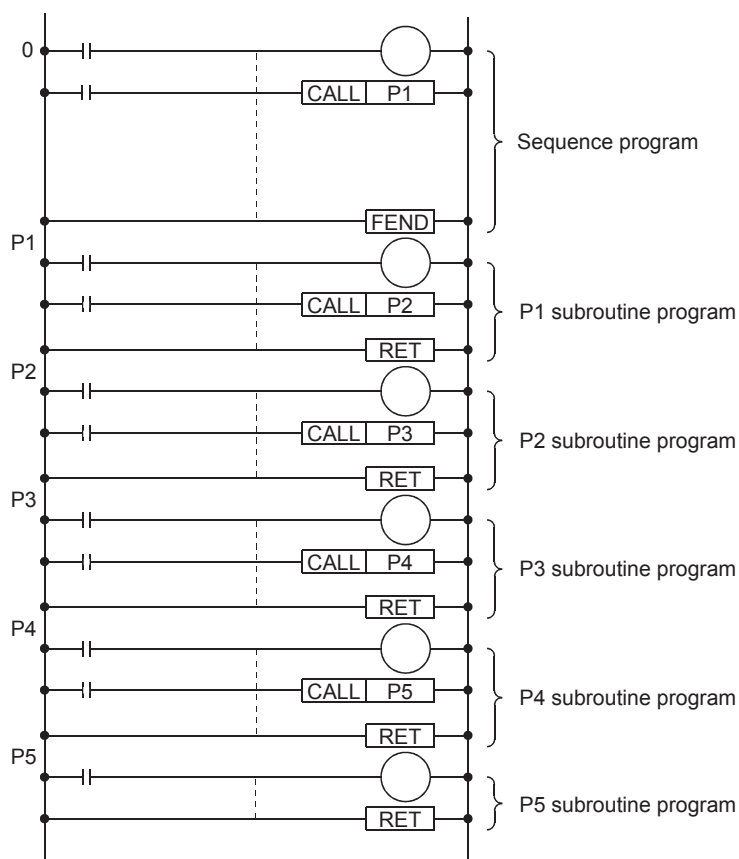 0
CALL P1
Sequence program
FEND
P1
CALL P2
P1 subroutine program
RET
P2
CALL P3
P2 subroutine program
RET
P3
CALL P4
P3 subroutine program
RET
P4
CALL P5
P4 subroutine program
RET
P5
P5 subroutine program
RET